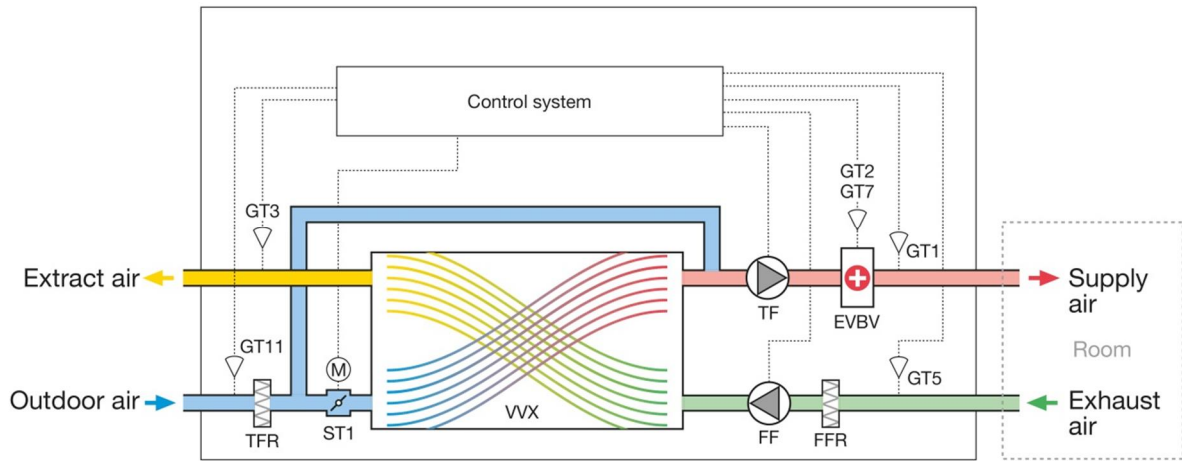 Control system
GT2
GT7
GT3
GT1
Extract air
Supply
air
TF
EVBV
Room
GT11
M
GT5
Outdoor air
Exhaust
air
VVX
ST1
TFR
FF
FFR